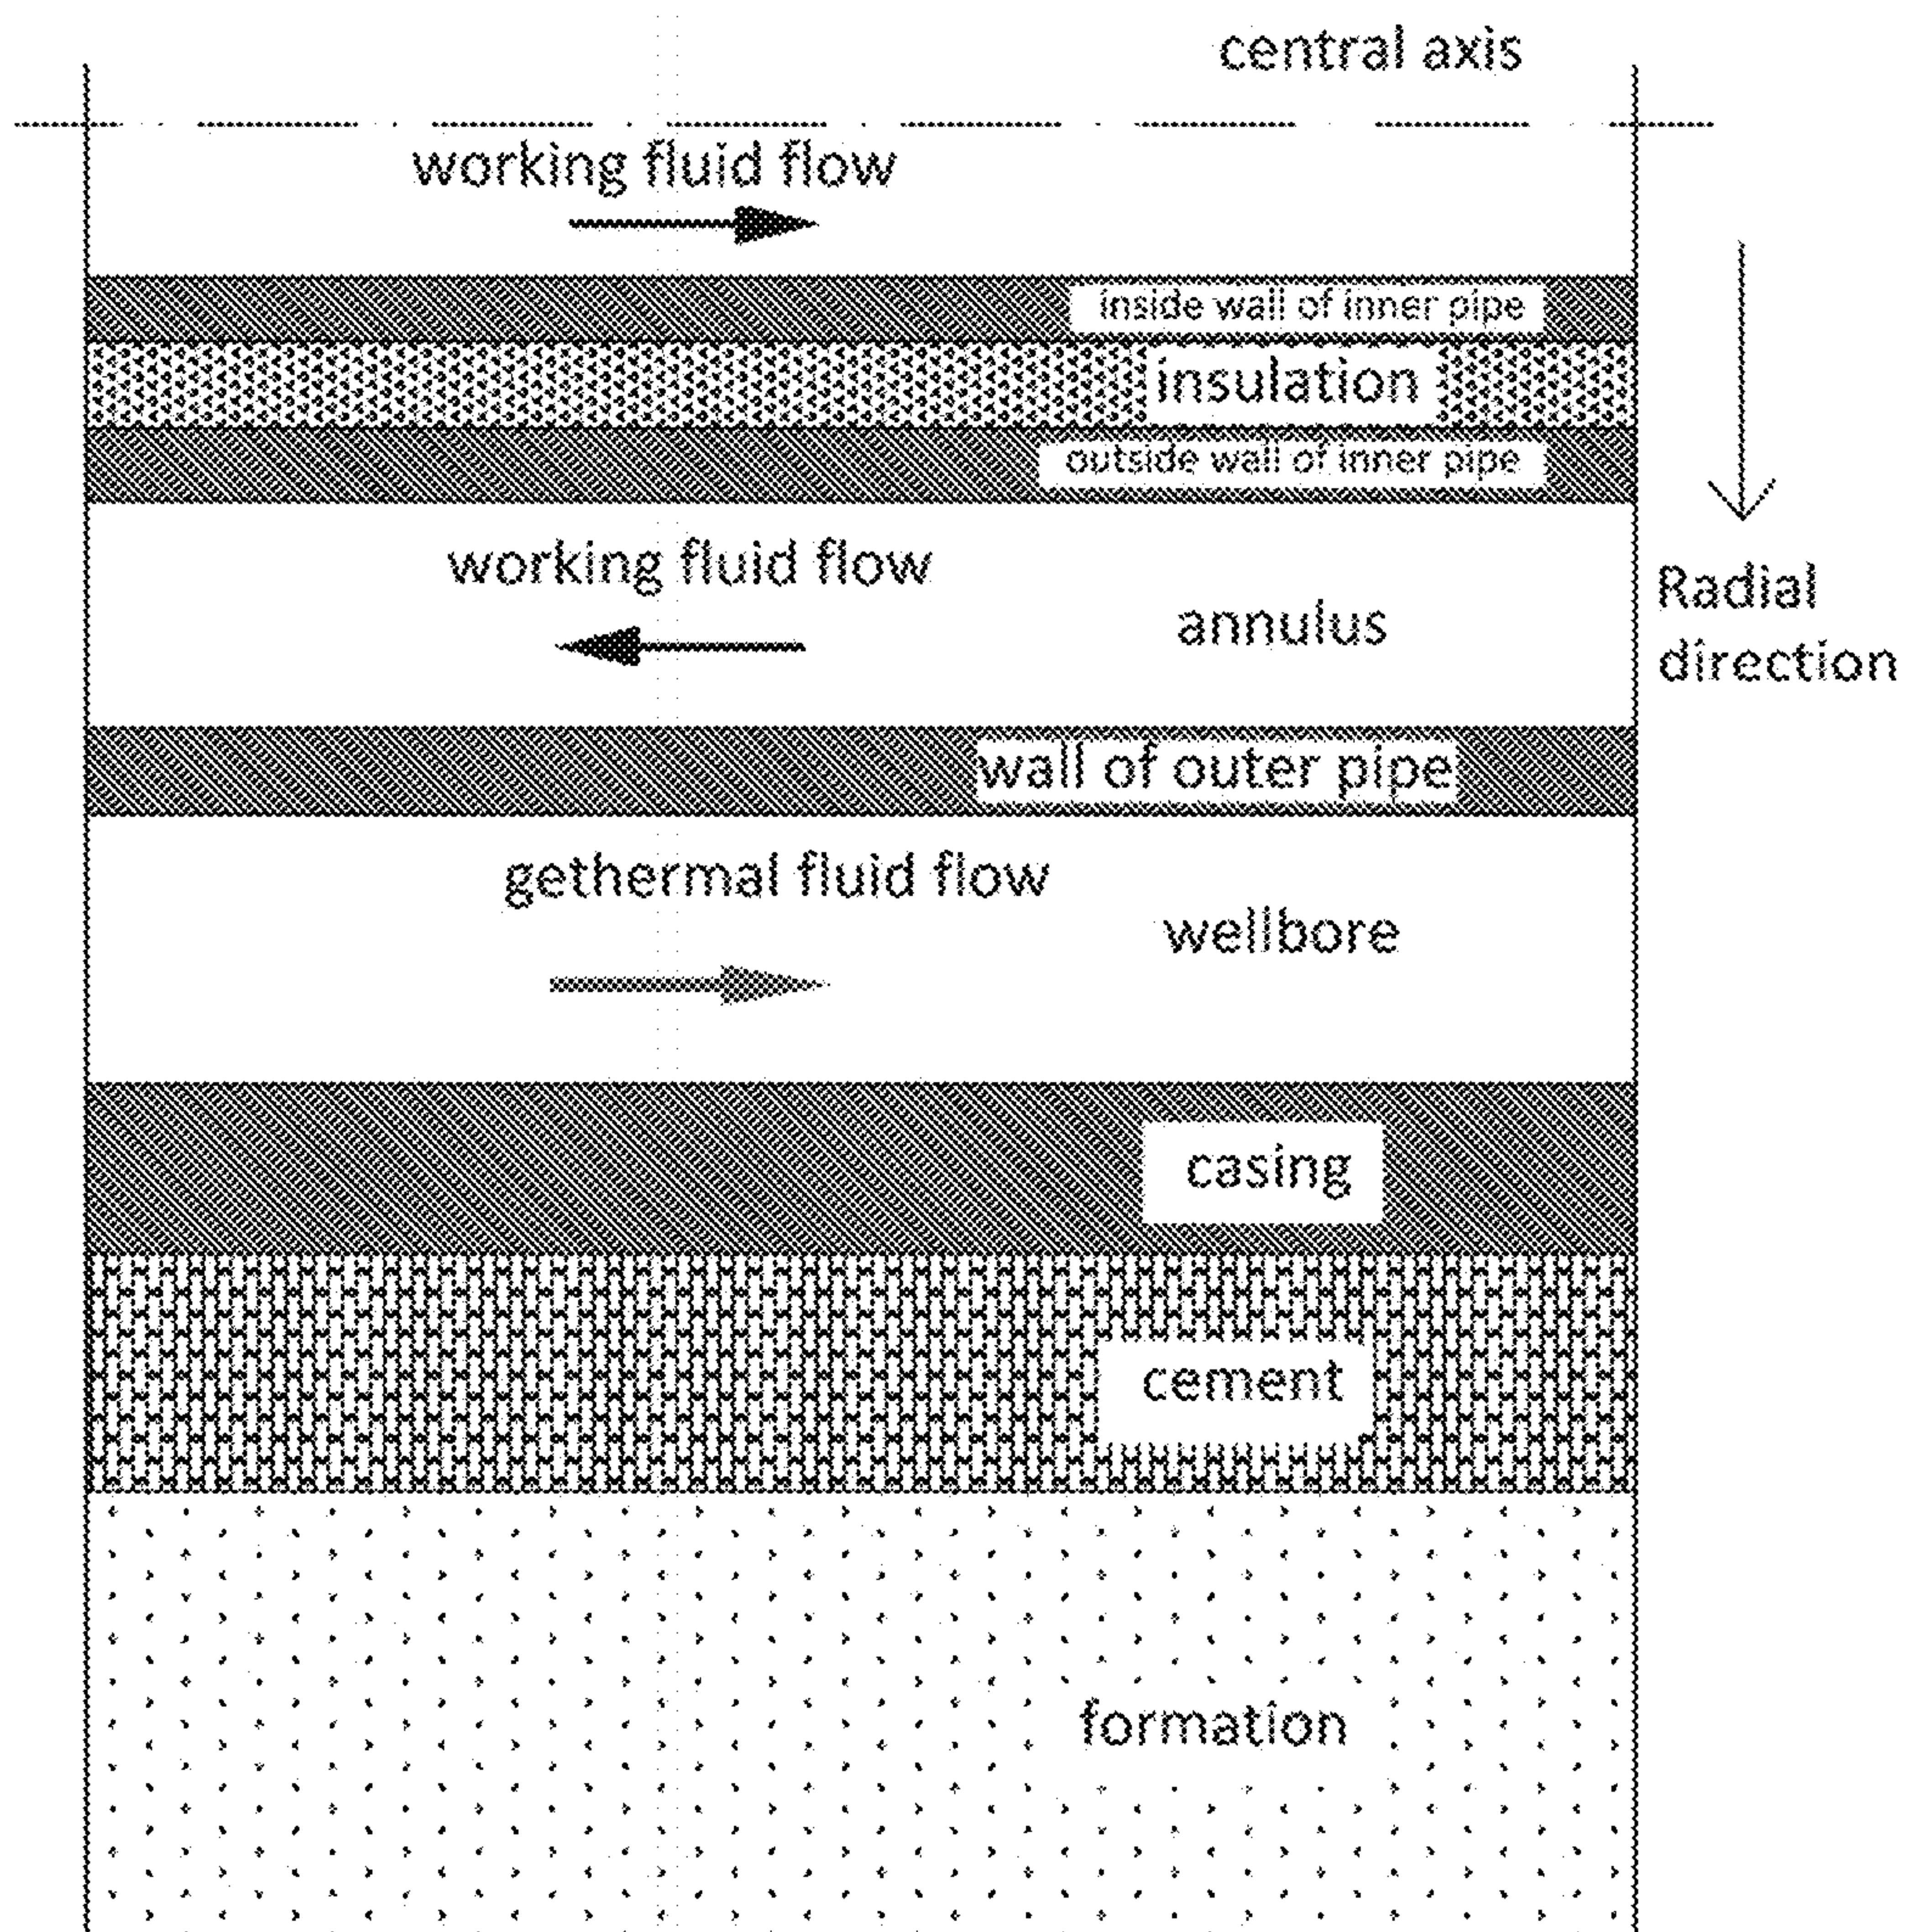 central axis
working fluid flow
inside wall of inner pipe
insulation
outside wall of inner pipe
working fluid flow
annulus
Radial
direction
wall of outer pipe
gethermal fluid flow
wellbore
casing
cement
formation